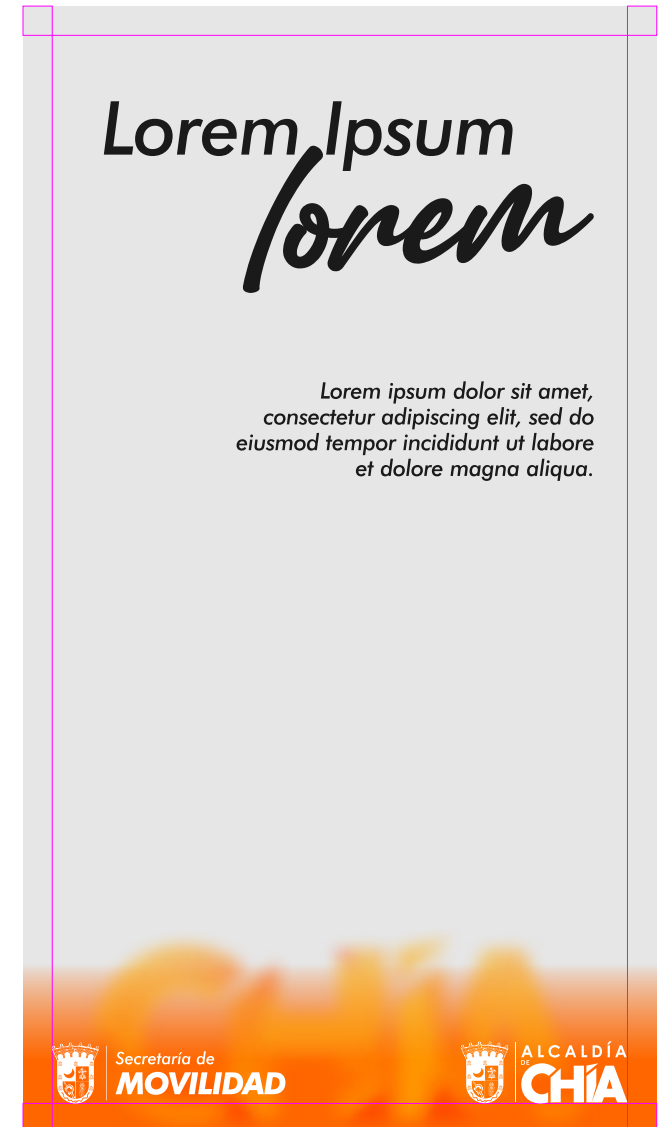 Lorem Ipsum
lorem
Lorem ipsum dolor sit amet,
consectetur adipiscing elit, sed do
eiusmod tempor incididunt ut labore
et dolore magna aliqua.
CHÍA
Secretaría de
MOVILIDAD
ALCALDÍA
DE
CHÍA